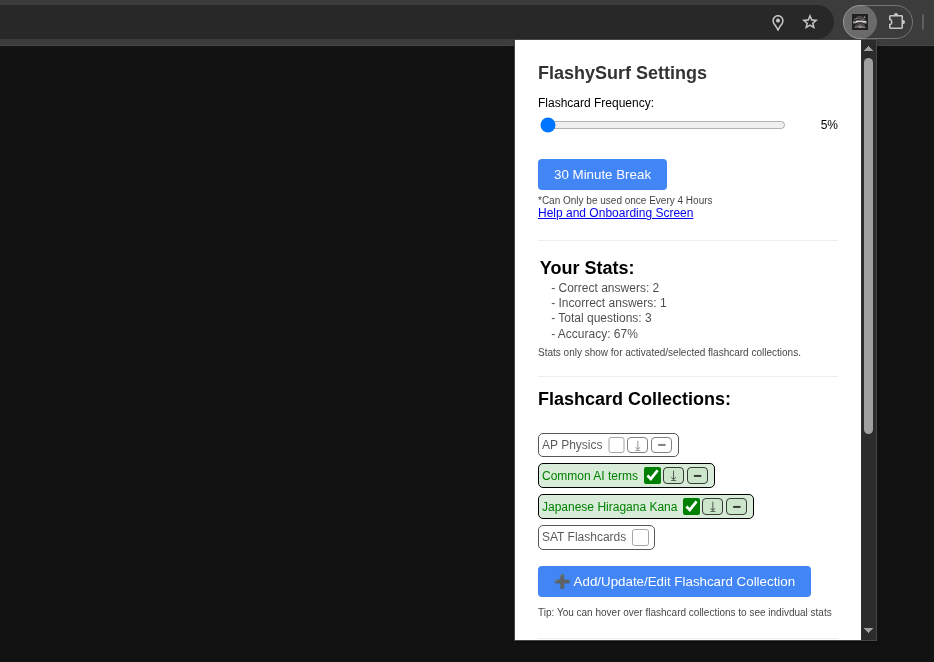 FlashySurf Settings
Flashcard Frequency:
5%
30 Minute Break
*Can Only be used once Every 4 Hours
Help and Onboarding Screen
Your Stats:
- Correct answers: 2
- Incorrect answers: 1
- Total questions: 3
- Accuracy: 67%
Stats only show for activated/selected flashcard collections.
Flashcard Collections:
AP Physics
Common AI terms
Japanese Hiragana Kana
SAT Flashcards
➕ Add/Update/Edit Flashcard Collection
Tip: You can hover over flashcard collections to see indivdual stats